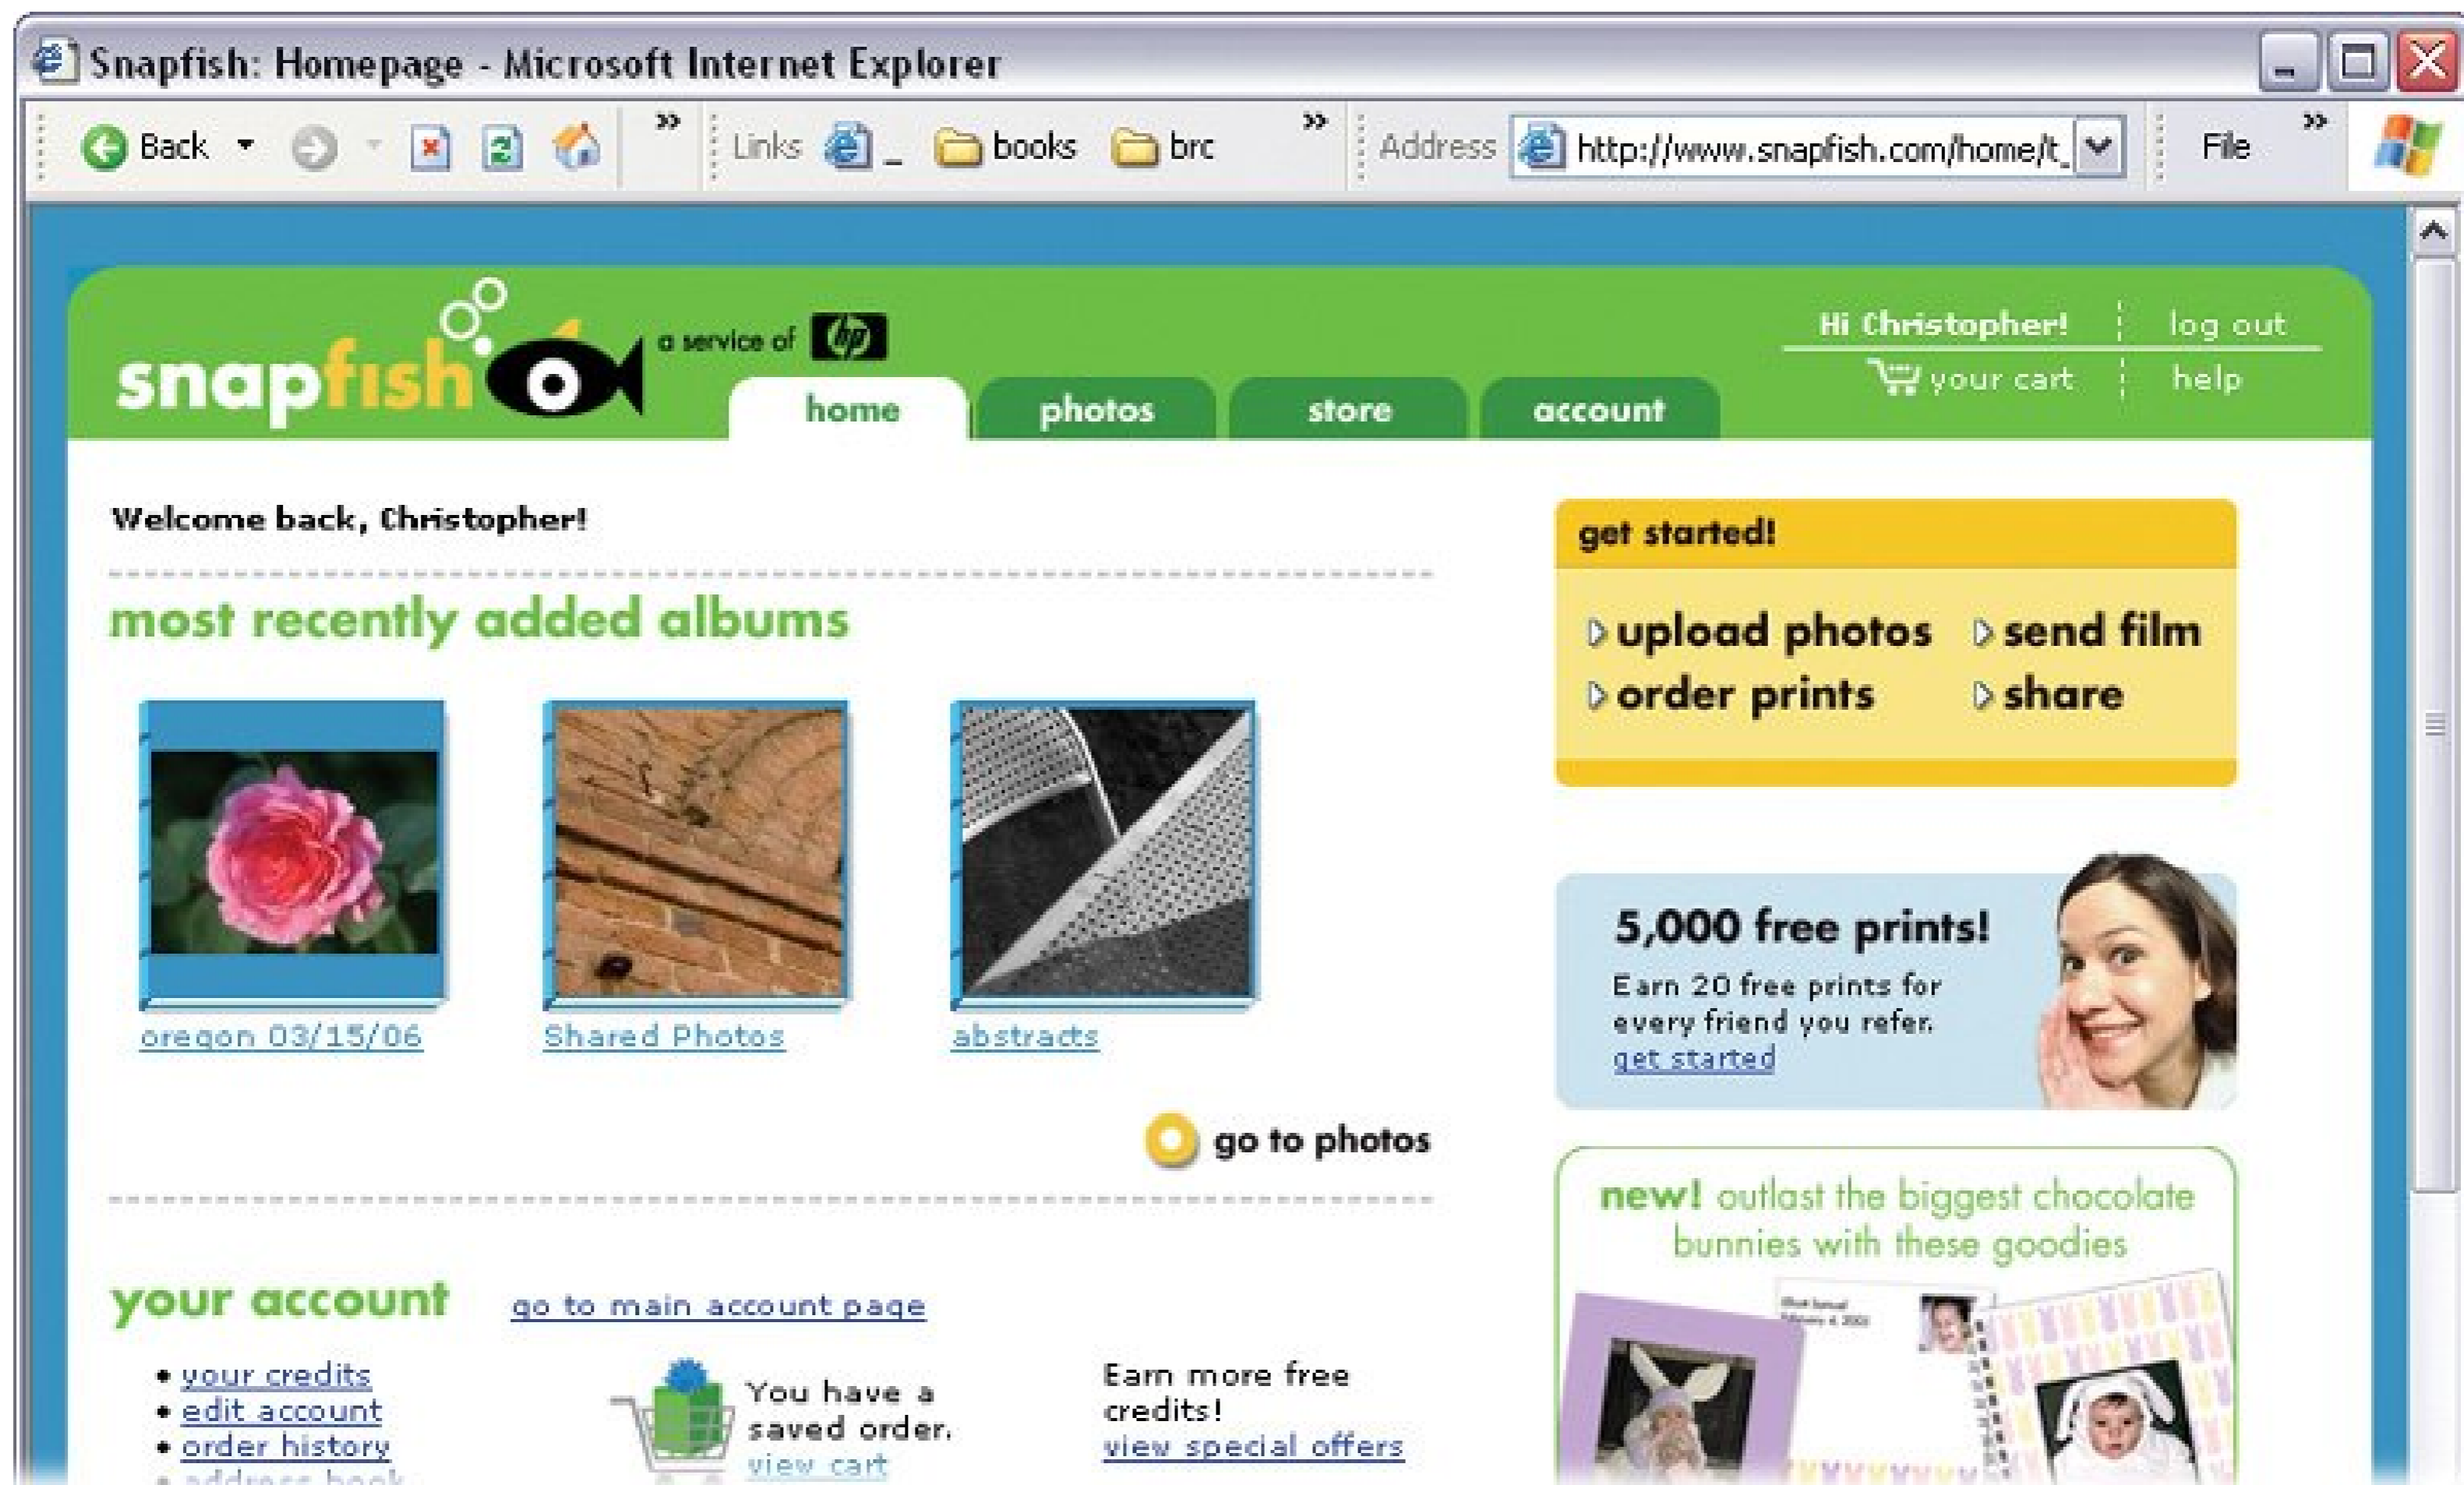 Snapfish: Homepage - Microsoft Internet Explorer
Back » Links _ books brc » Address http://www.snapfish.com/home/t_ File »
snapfish a service of hp
Hi Christopher! log out
your cart help
home photos store account
Welcome back, Christopher!
most recently added albums
oregon 03/15/06 Shared Photos abstracts
go to photos
get started!
upload photos send film
order prints share
5,000 free prints!
Earn 20 free prints for
every friend you refer.
get started
new! outlast the biggest chocolate
bunnies with these goodies
your account go to main account page
• your credits
• edit account
• order history
• address book
You have a
saved order.
view cart
Earn more free
credits!
view special offers